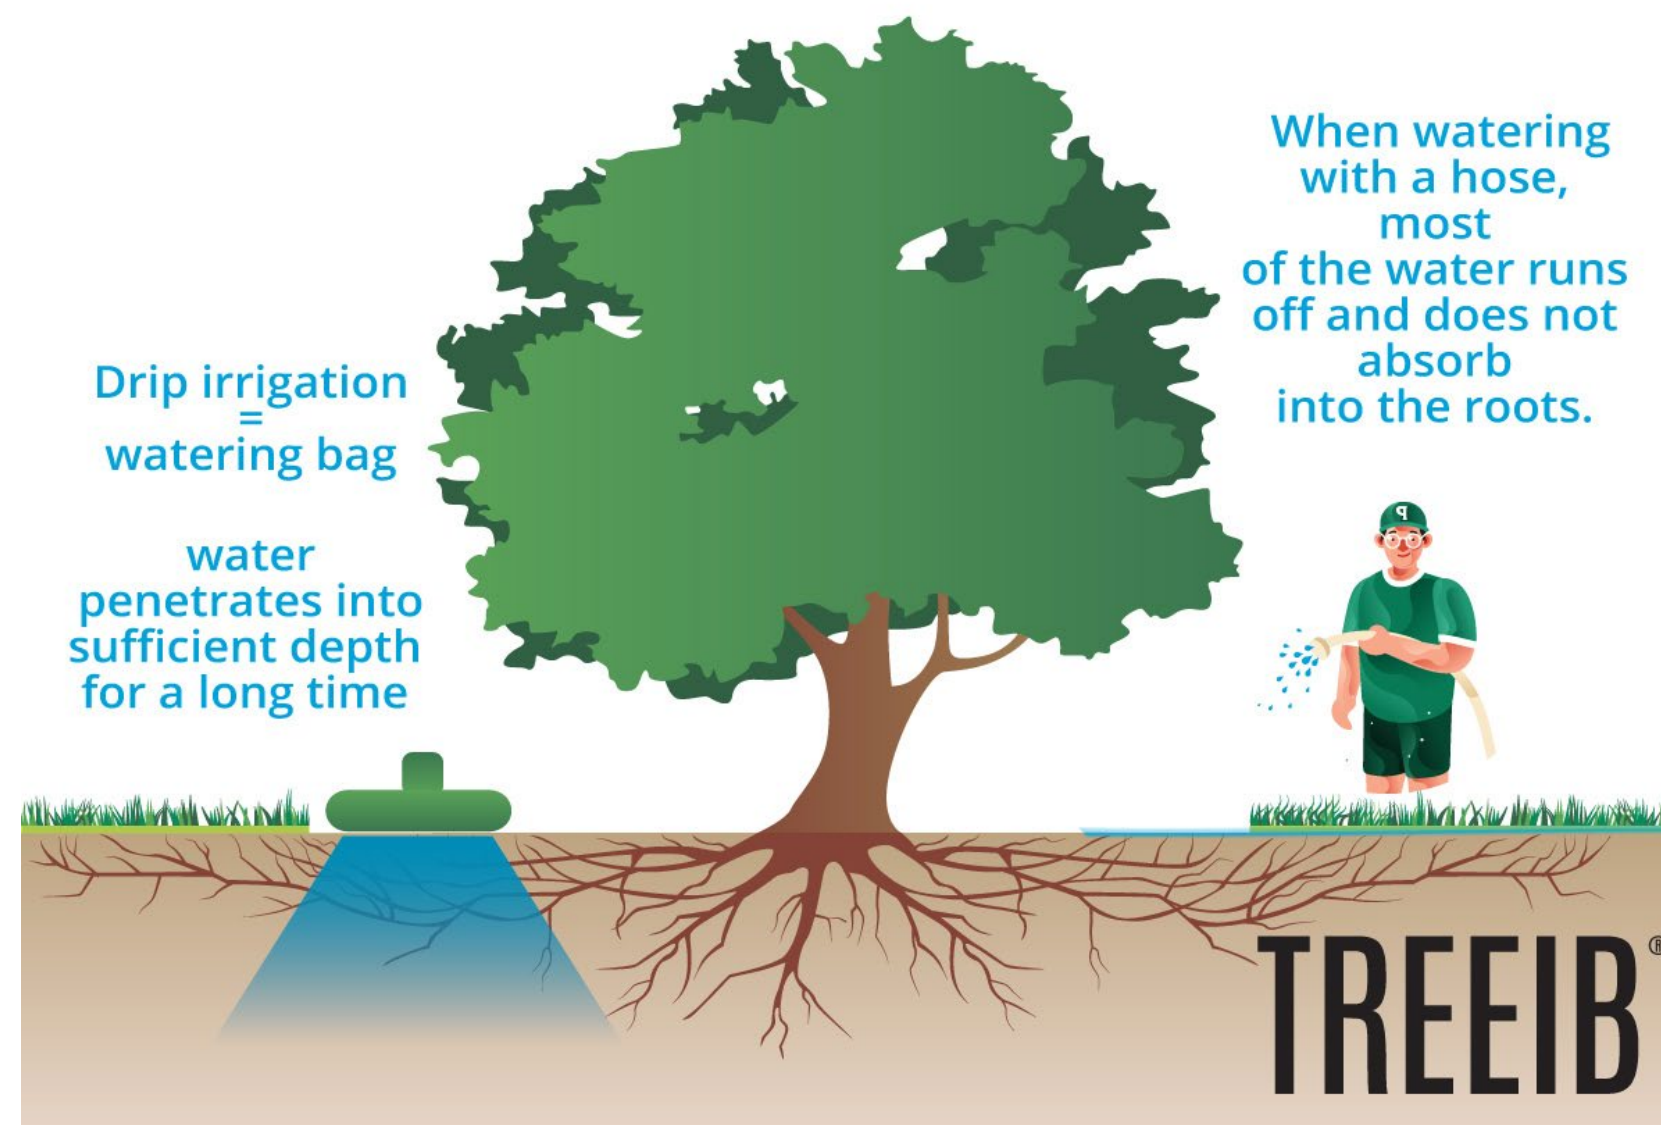 Drip irrigation
=
watering bag
water
penetrates into
sufficient depth
for a long time
When watering
with a hose,
most
of the water runs
off and does not
absorb
into the roots.
q
TREEIB®